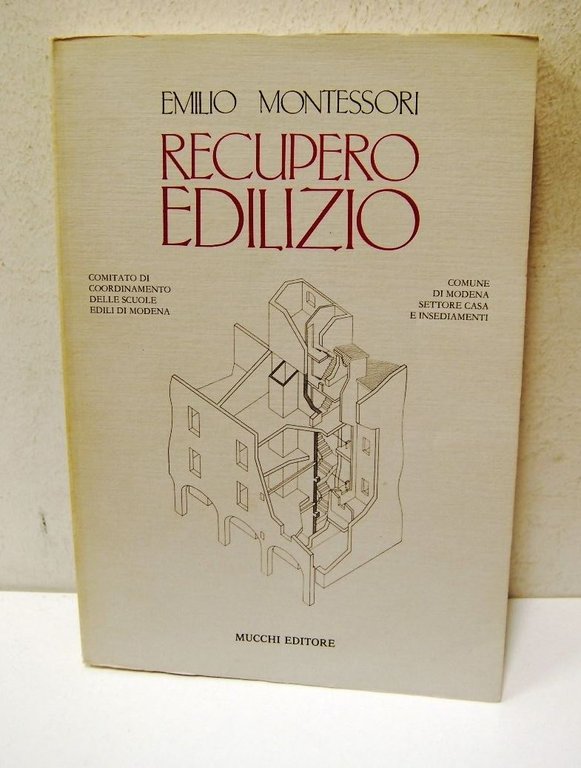 EMILIO MONTESSORI
RECUPERO
EDILIZIO
COMITATO DI
COORDINAMENTO
DELLE SCUOLE
EDILI DI MODENA
COMUNE
DI MODENA
SETTORE CASA
E INSEDIAMENTI
MUCCHI EDITORE